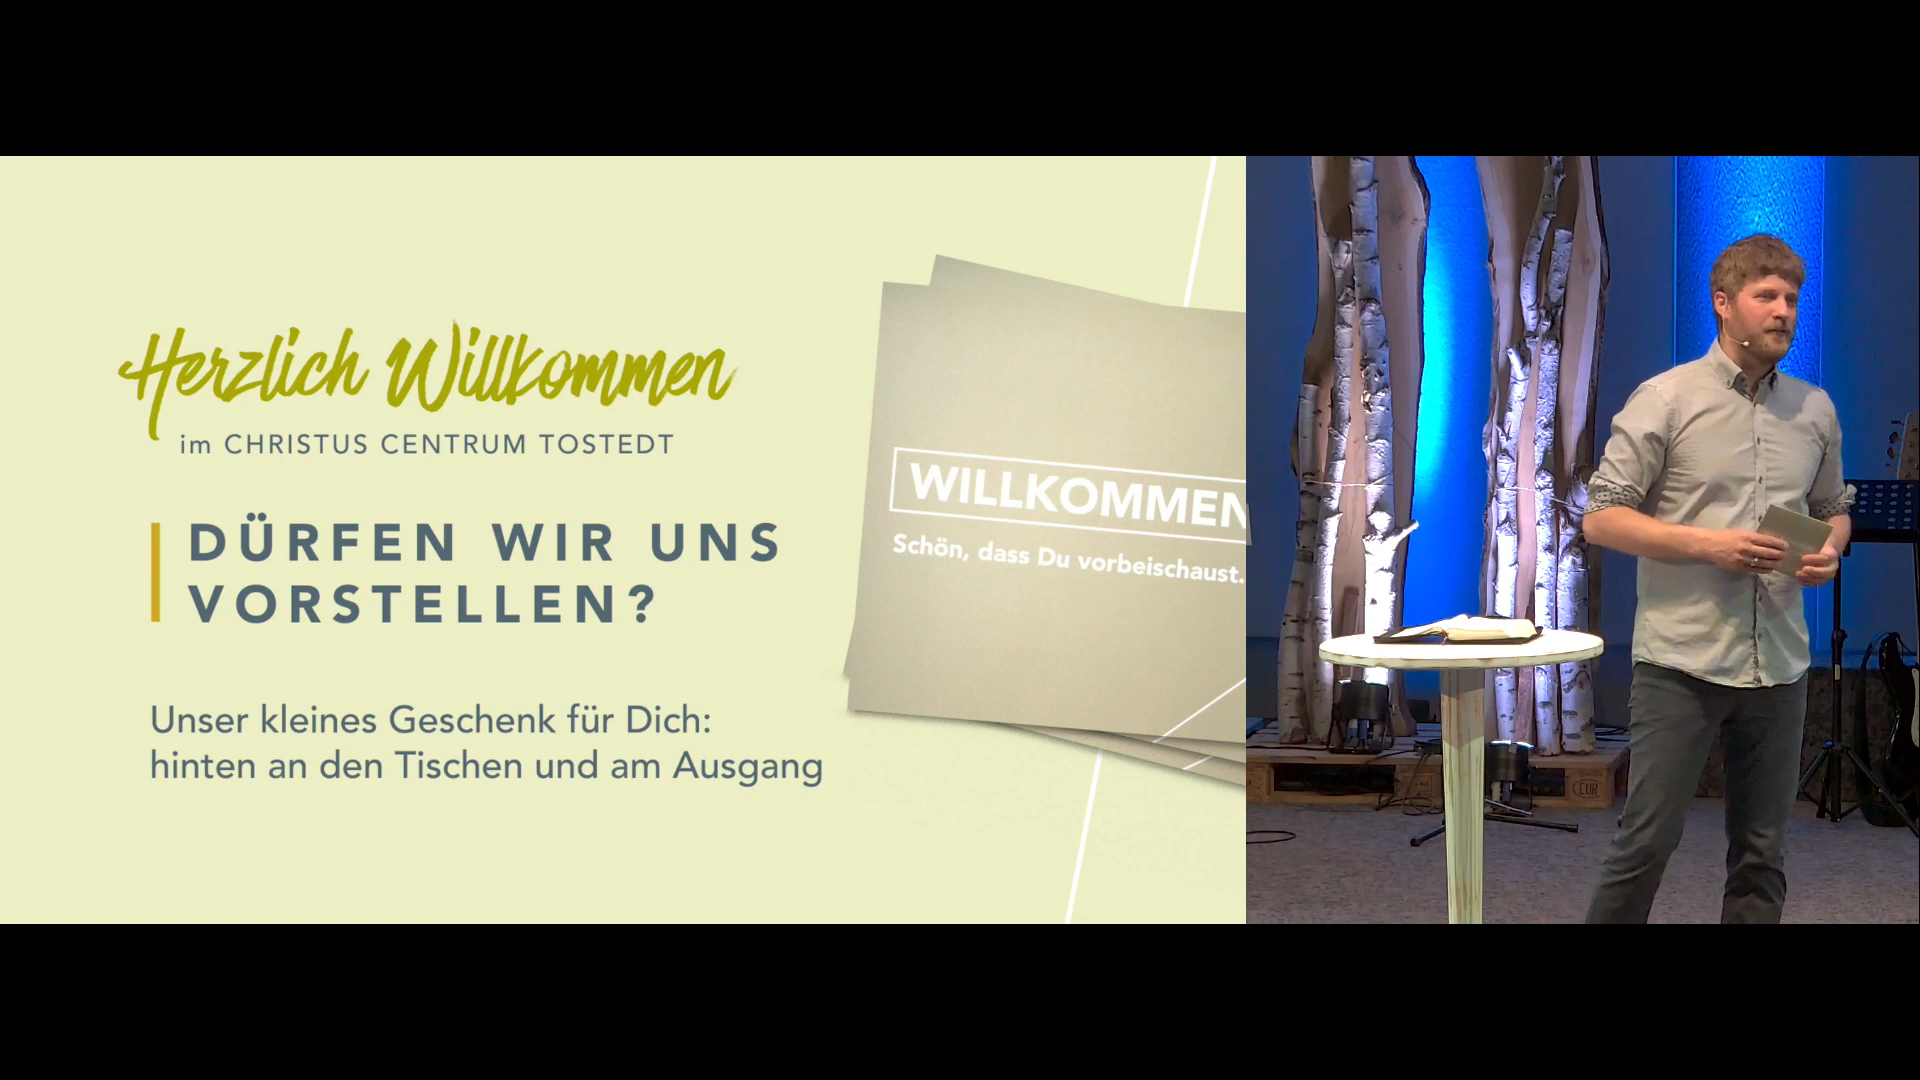 Herzlich Willkommen
im CHRISTUS CENTRUM TOSTEDT
DÜRFEN WIR UNS
VORSTELLEN?
Unser kleines Geschenk für Dich:
hinten an den Tischen und am Ausgang
WILLKOMMEN
Schön, dass Du vorbeischaust.
EUR